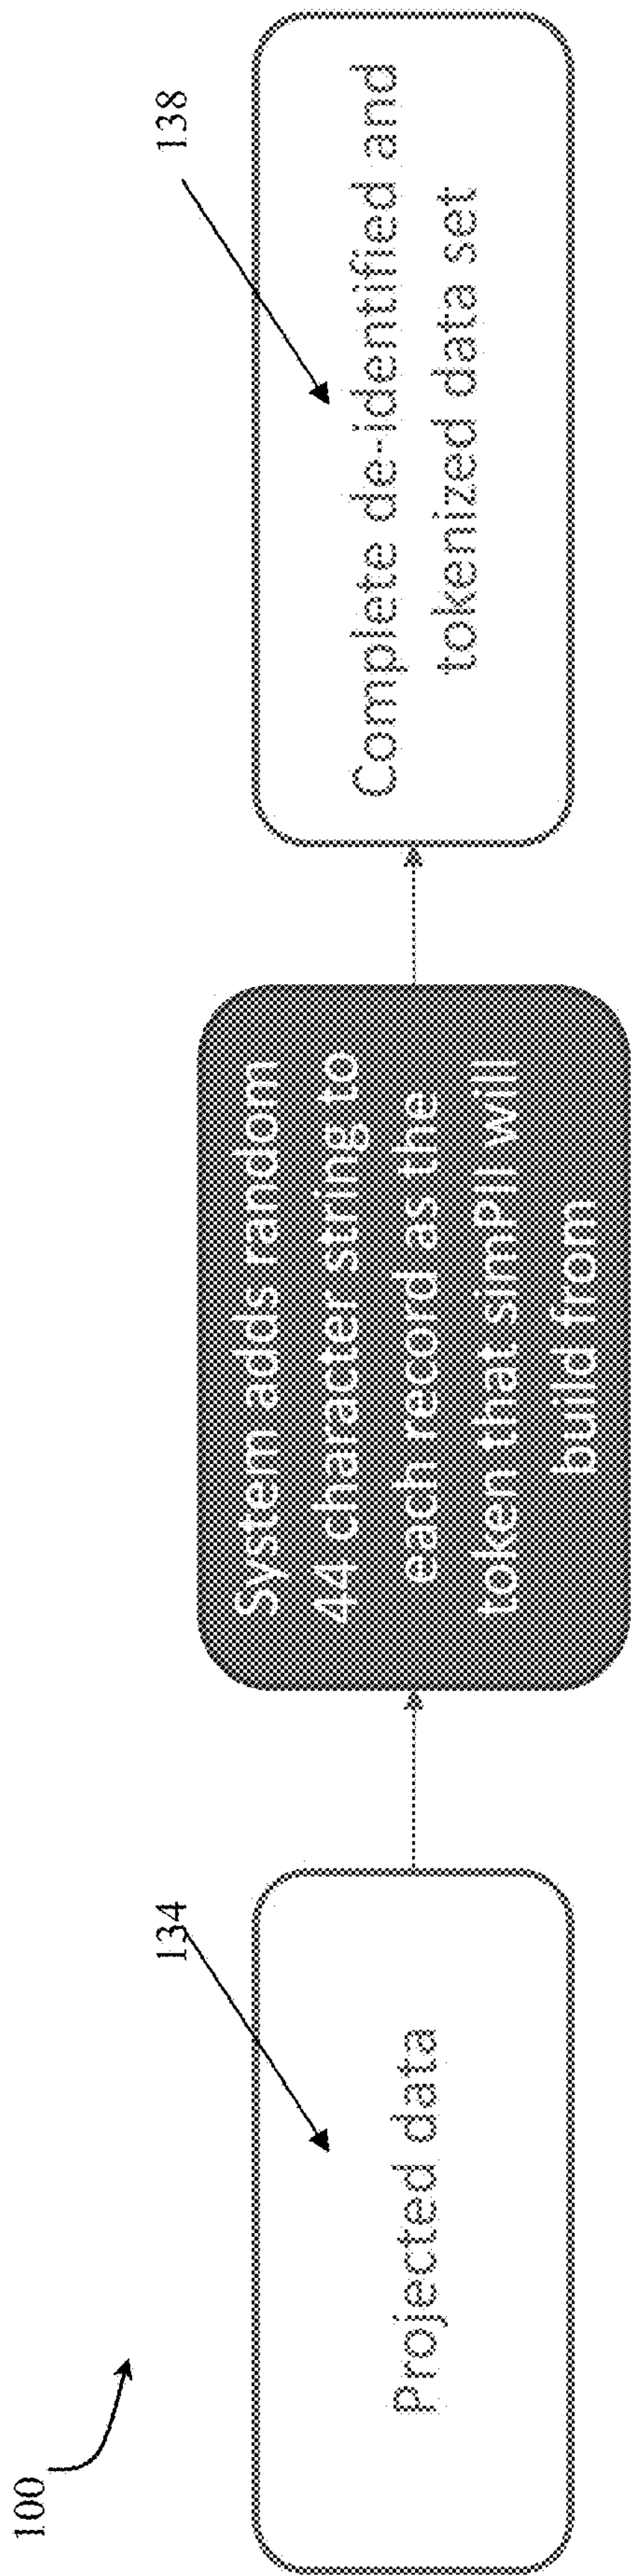 100
134
Projected data
System adds random
44 character string to
each record as the
token that simPII will
build from
138
Complete de-identified and
tokenized data set